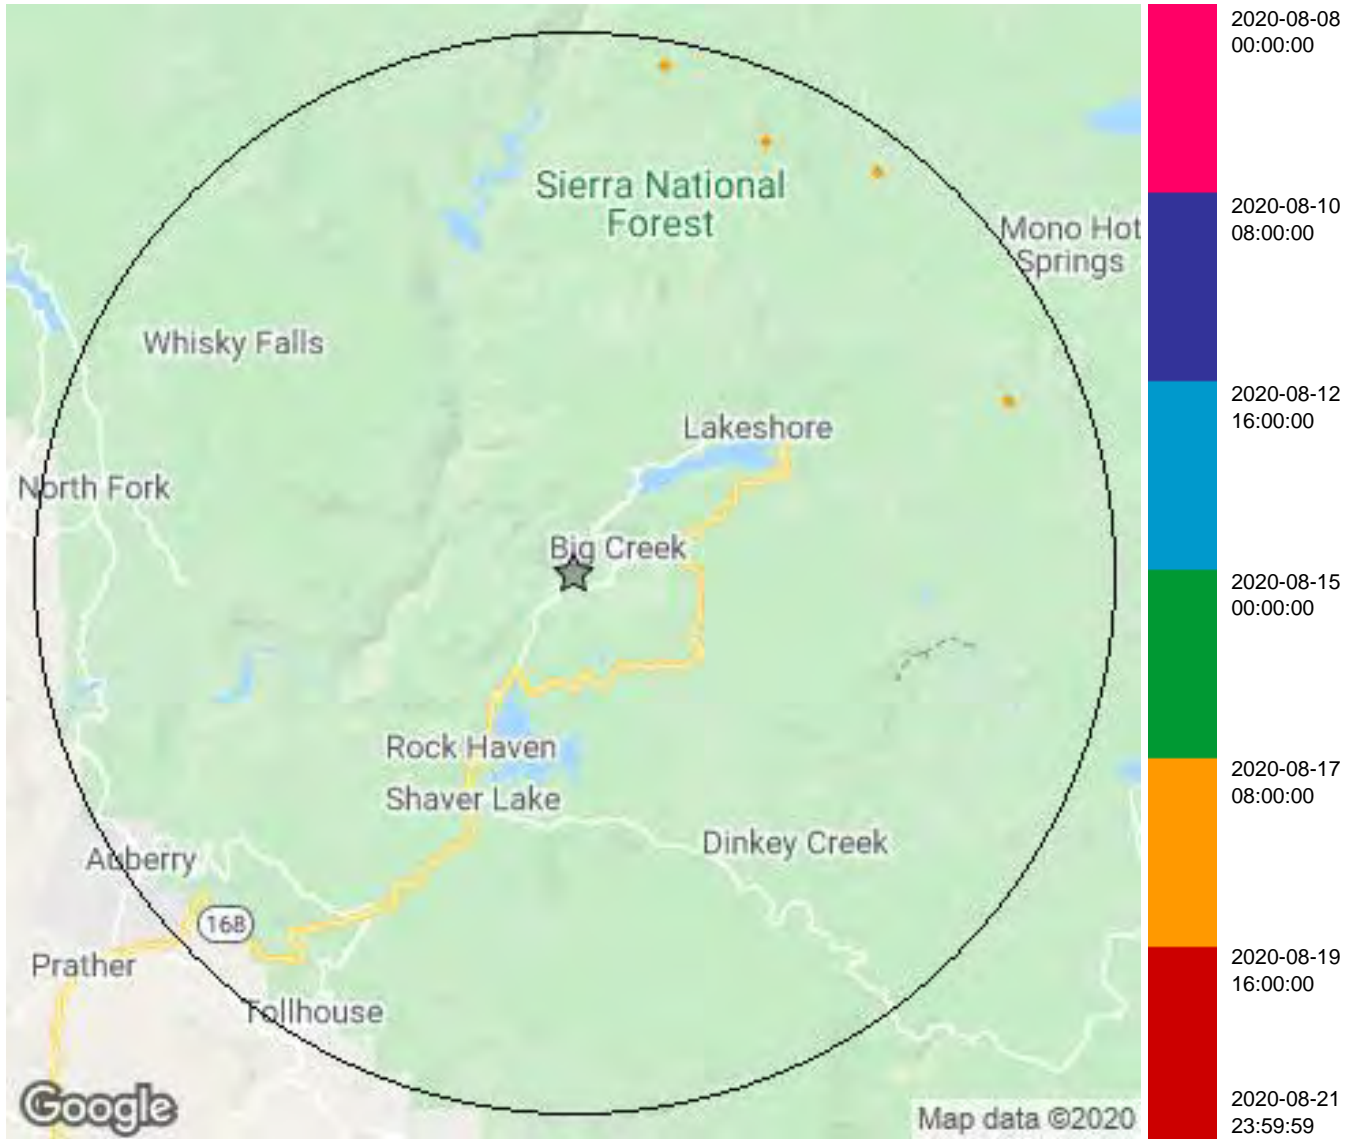 Sierra National
Forest
Mono Hot
Springs
Whisky Falls
Lakeshore
North Fork
Big Creek
Rock Haven
Shaver Lake
Dinkey Creek
Auberry
168
Prather
Tollhouse
Google
Map data ©2020
2020-08-08
00:00:00
2020-08-10
08:00:00
2020-08-12
16:00:00
2020-08-15
00:00:00
2020-08-17
08:00:00
2020-08-19
16:00:00
2020-08-21
23:59:59